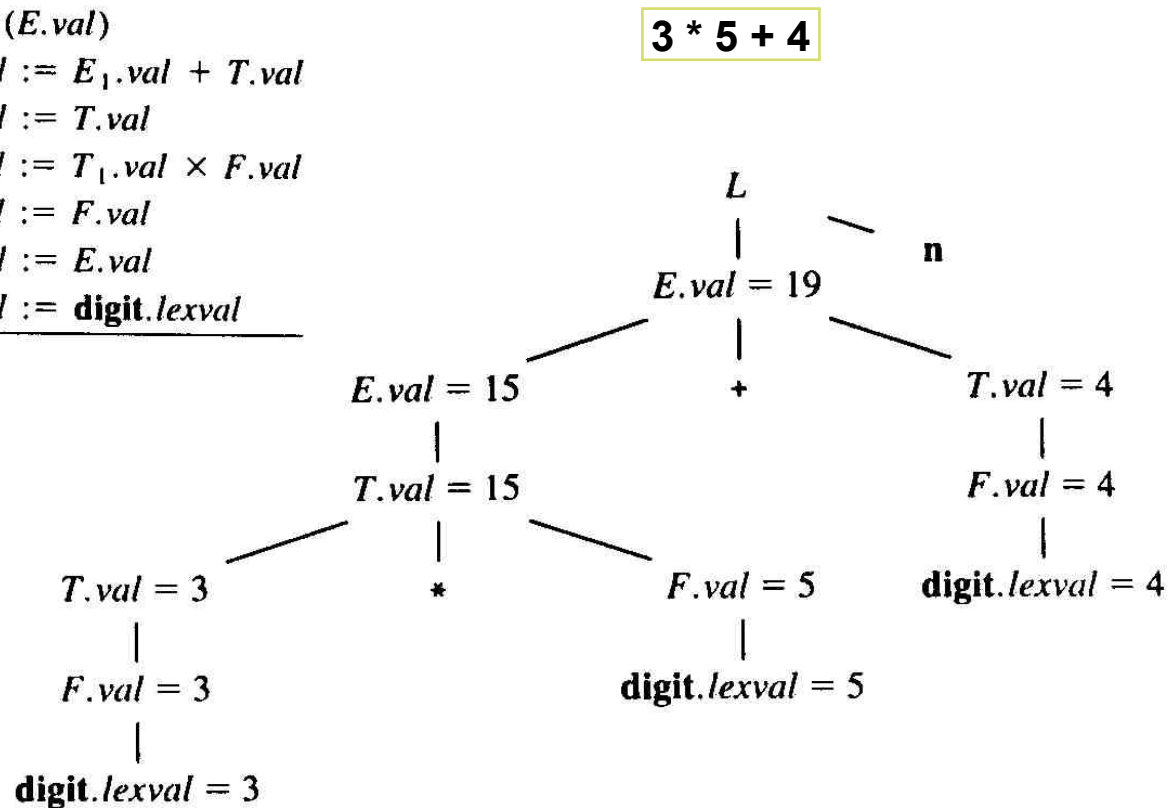 (E.val)
l := E₁.val + T.val
l := T.val
l := T₁.val × F.val
l := F.val
l := E.val
l := digit.lexval
3 * 5 + 4
L
n
E.val = 19
E.val = 15
+
T.val = 4
T.val = 15
F.val = 4
T.val = 3
*
F.val = 5
digit.lexval = 4
F.val = 3
digit.lexval = 5
digit.lexval = 3